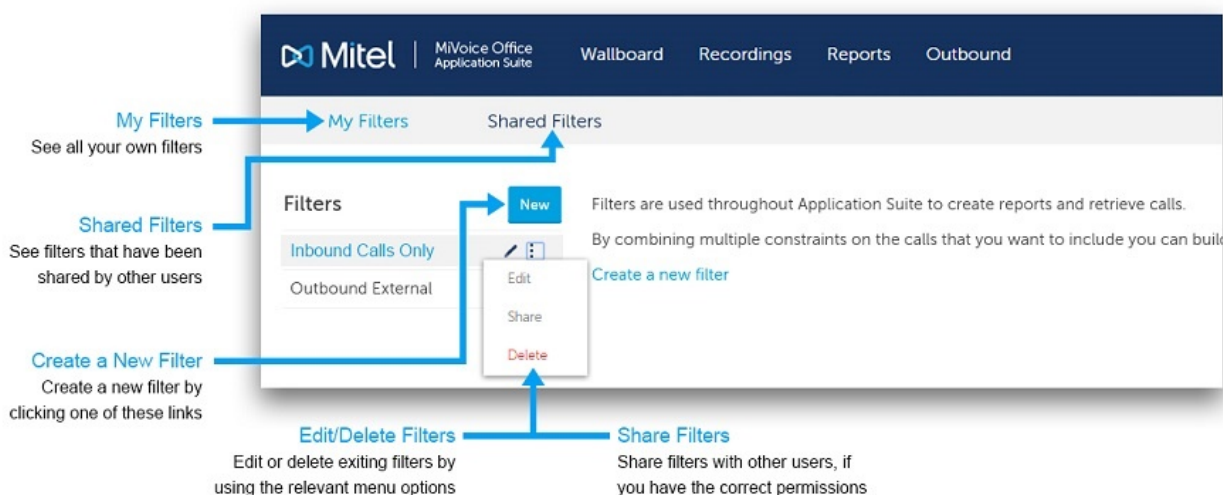 Mitel | MiVoice Office
Application Suite
Wallboard Recordings Reports Outbound
My Filters
See all your own filters
My Filters Shared Filters
Shared Filters
See filters that have been
shared by other users
Filters
New
Inbound Calls Only
Outbound External
Edit
Share
Delete
Filters are used throughout Application Suite to create reports and retrieve calls.
By combining multiple constraints on the calls that you want to include you can buil
Create a new filter
Create a New Filter
Create a new filter by
clicking one of these links
Edit/Delete Filters
Edit or delete exiting filters by
using the relevant menu options
Share Filters
Share filters with other users, if
you have the correct permissions